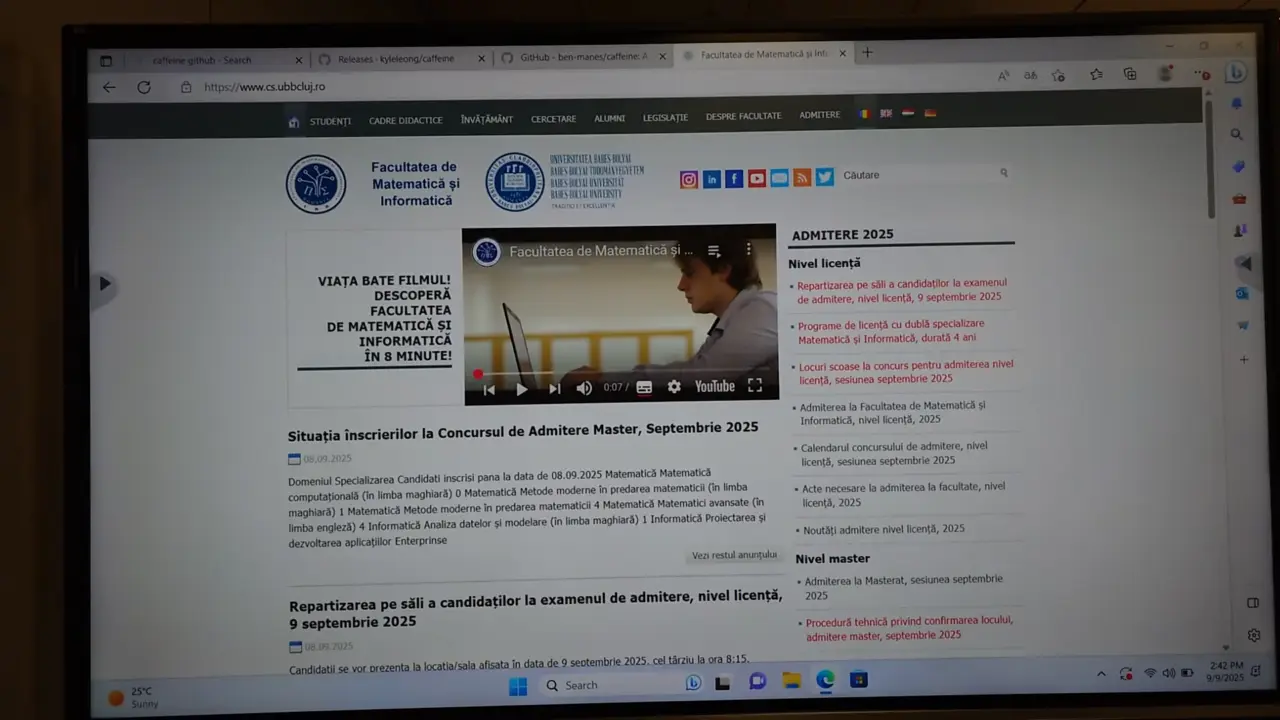 caffeine github - Search
Releases · kyleleong/caffeine
GitHub - ben-manes/caffeine: A
Facultatea de Matematică și Info
https://www.cs.ubbcluj.ro
STUDENȚI CADRE DIDACTICE ÎNVĂȚĂMÂNT CERCETARE ALUMNI LEGISLAȚIE DESPRE FACULTATE ADMITERE
Facultatea de
Matematică și
Informatică
UNIVERSITATEA BABEȘ-BOLYAI
BABEȘ-BOLYAI TUDOMÁNYEGYETEM
BABEȘ-BOLYAI UNIVERSITÄT
BABEȘ-BOLYAI UNIVERSITY
TRADITIO ET EXCELLENTIA
Căutare
VIAȚA BATE FILMUL!
DESCOPERĂ
FACULTATEA
DE MATEMATICĂ ȘI
INFORMATICĂ
ÎN 8 MINUTE!
Facultatea de Matematică și ...
0:07 /
YouTube
Situația înscrierilor la Concursul de Admitere Master, Septembrie 2025
08.09.2025
Domeniul Specializarea Candidati inscrisi pana la data de 08.09.2025 Matematică Matematică
computațională (în limba maghiară) 0 Matematică Metode moderne în predarea matematicii (în limba
maghiară) 1 Matematică Metode moderne în predarea matematicii 4 Matematică Matematici avansate (în
limba engleză) 4 Informatică Analiza datelor și modelare (în limba maghiară) 1 Informatică Proiectarea și
dezvoltarea aplicațiilor Enterprinse
Vezi restul anunțului
Repartizarea pe săli a candidaților la examenul de admitere, nivel licență,
9 septembrie 2025
08.09.2025
Candidatii se vor prezenta la locatia/sala afisata în data de 9 septembrie 2025, cel târziu la ora 8:15.
ADMITERE 2025
Nivel licență
Repartizarea pe săli a candidaților la examenul
de admitere, nivel licență, 9 septembrie 2025
Programe de licență cu dublă specializare
Matematică și Informatică, durată 4 ani
Locuri scoase la concurs pentru admiterea nivel
licență, sesiunea septembrie 2025
Admiterea la Facultatea de Matematică și
Informatică, nivel licență, 2025
Calendarul concursului de admitere, nivel
licență, sesiunea septembrie 2025
Acte necesare la admiterea la facultate, nivel
licență, 2025
Noutăți admitere nivel licență, 2025
Nivel master
Admiterea la Masterat, sesiunea septembrie
2025
Procedură tehnică privind confirmarea locului,
admitere master, septembrie 2025
25°C
Sunny
Search
2:42 PM
9/9/2025